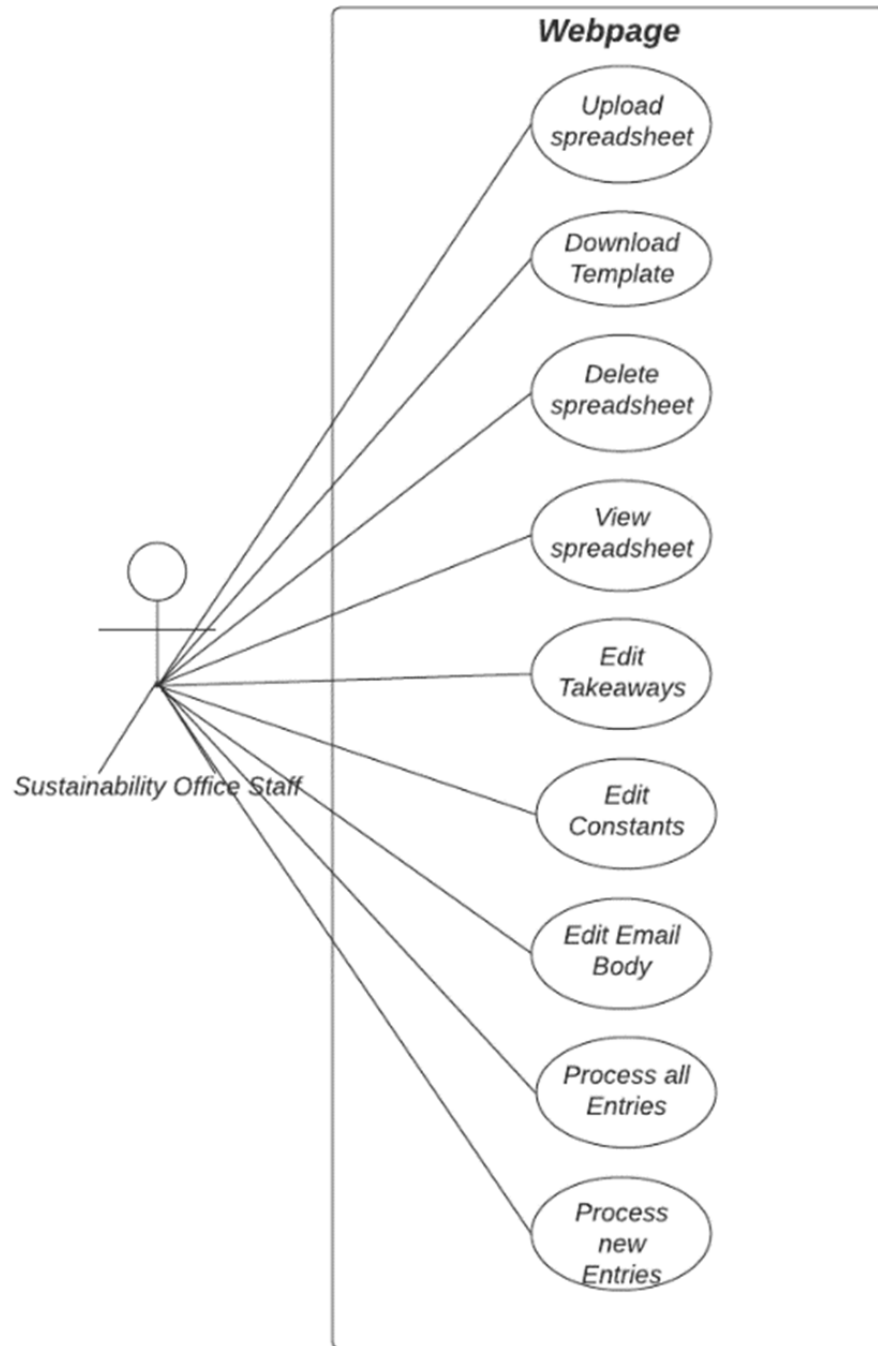 Webpage
Upload
spreadsheet
Download
Template
Delete
spreadsheet
View
spreadsheet
Edit
Takeaways
Sustainability Office Staff
Edit
Constants
Edit Email
Body
Process all
Entries
Process
new
Entries